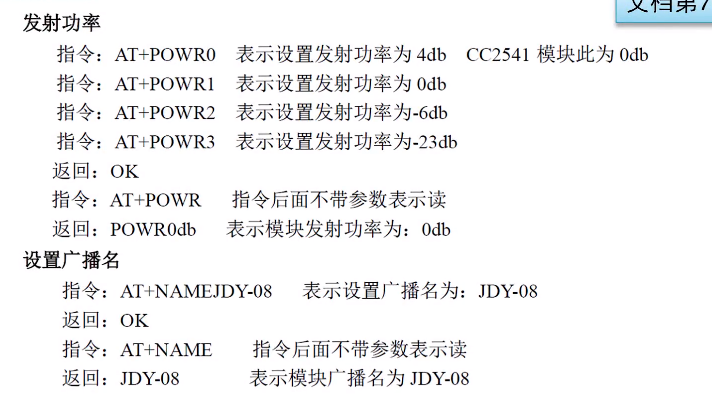 文档第7
发射功率
指令：AT+POWR0 表示设置发射功率为 4db CC2541 模块此为 0db
指令：AT+POWR1 表示设置发射功率为 0db
指令：AT+POWR2 表示设置发射功率为-6db
指令：AT+POWR3 表示设置发射功率为-23db
返回：OK
指令：AT+POWR 指令后面不带参数表示读
返回：POWR0db 表示模块发射功率为：0db
设置广播名
指令：AT+NAMEJDY-08 表示设置广播名为：JDY-08
返回：OK
指令：AT+NAME 指令后面不带参数表示读
返回：JDY-08 表示模块广播名为 JDY-08